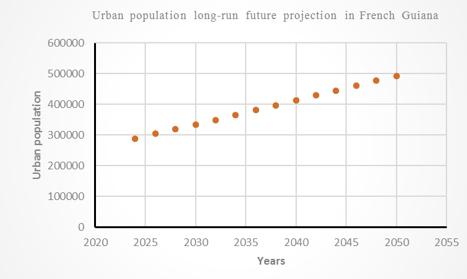 Urban population long-run future projection in French Guiana
600000
500000
400000
300000
200000
100000
0
Urban population
2020 2025 2030 2035 2040 2045 2050 2055
Years